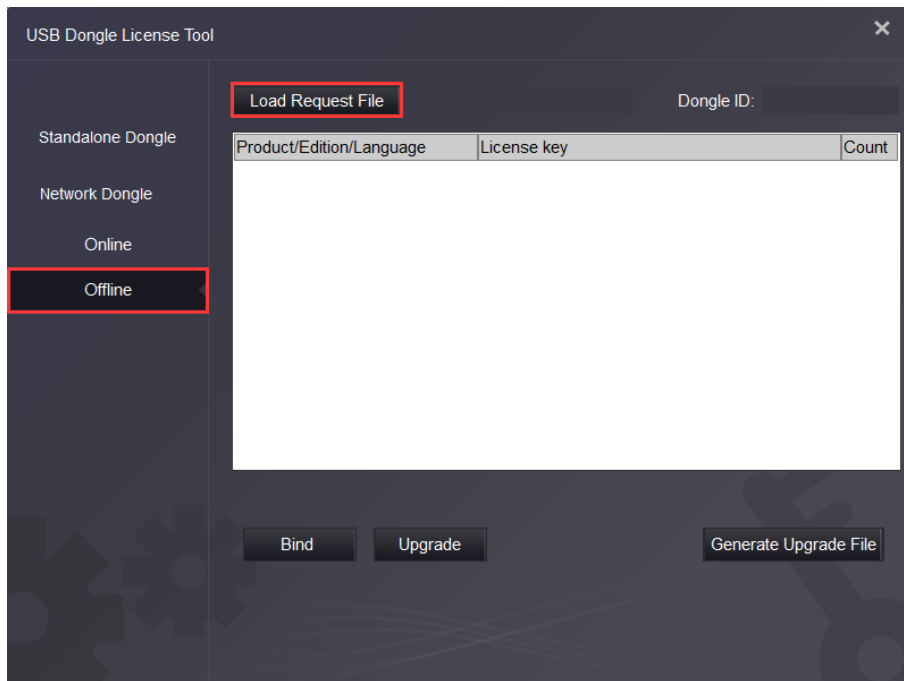 USB Dongle License Tool
Load Request File
Dongle ID:
Standalone Dongle
Network Dongle
Online
Offline
Product/Edition/Language License key Count
Bind
Upgrade
Generate Upgrade File